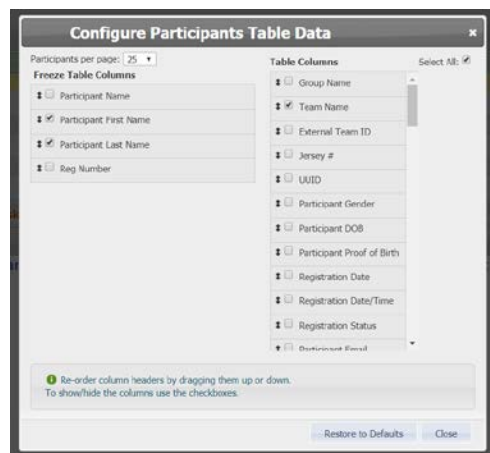 Configure Participants Table Data
×
Participants per page: 25
Freeze Table Columns
Participant Name
Participant First Name
Participant Last Name
Reg Number
Table Columns
Select All:
Group Name
Team Name
External Team ID
Jersey #
UUID
Participant Gender
Participant DOB
Participant Proof of Birth
Registration Date
Registration Date/Time
Registration Status
Participant Email
Re-order column headers by dragging them up or down.
To show/hide the columns use the checkboxes.
Restore to Defaults
Close